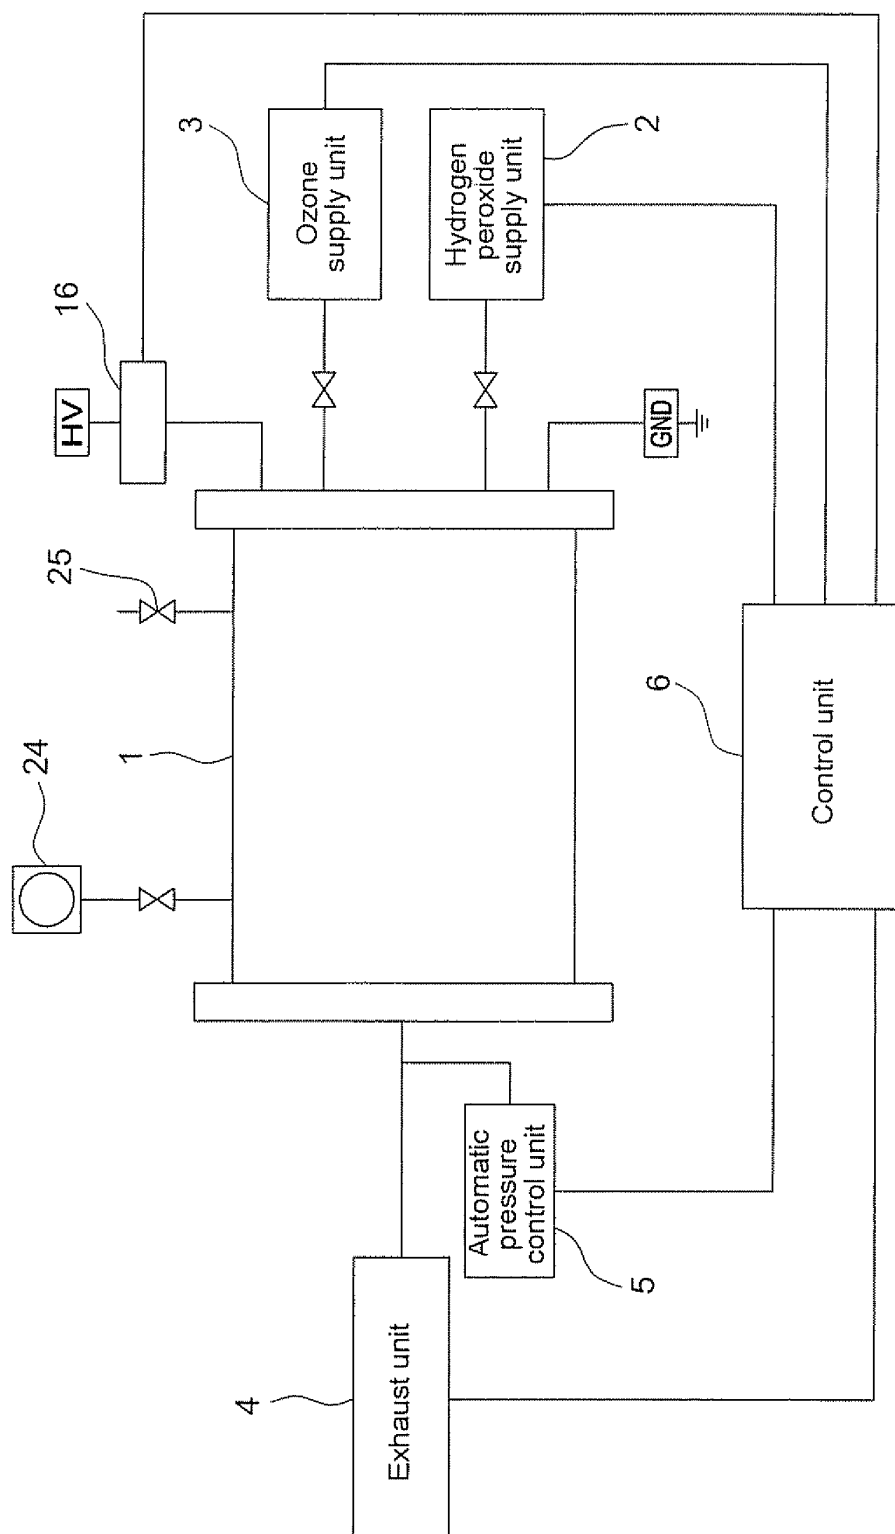 24
1
25
16
HV
3
Ozone
supply unit
Hydrogen
peroxide
supply unit
2
GND
4
Exhaust unit
Automatic
pressure
control unit
5
6
Control unit